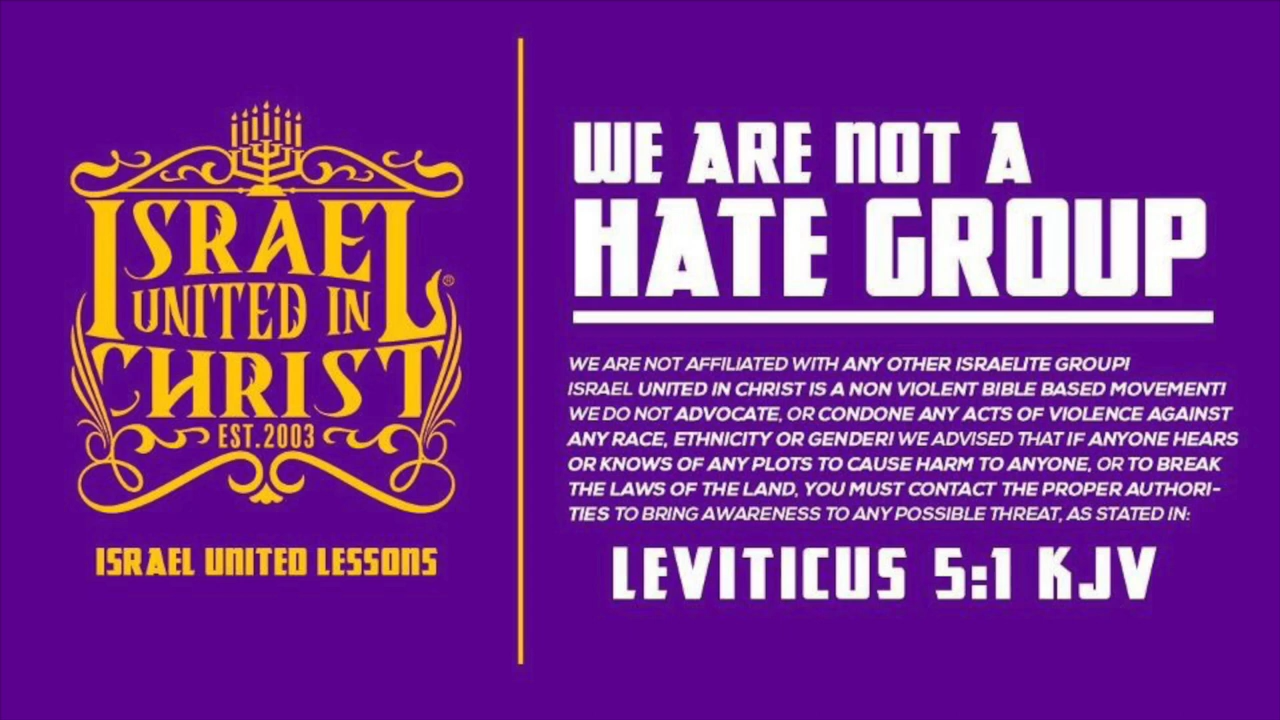 ISRAEL
UNITED IN
CHRIST
EST.2003
ISRAEL UNITED LESSONS
WE ARE NOT A
HATE GROUP
WE ARE NOT AFFILIATED WITH ANY OTHER ISRAELITE GROUP!
ISRAEL UNITED IN CHRIST IS A NON VIOLENT BIBLE BASED MOVEMENT!
WE DO NOT ADVOCATE, OR CONDONE ANY ACTS OF VIOLENCE AGAINST
ANY RACE, ETHNICITY OR GENDER! WE ADVISED THAT IF ANYONE HEARS
OR KNOWS OF ANY PLOTS TO CAUSE HARM TO ANYONE, OR TO BREAK
THE LAWS OF THE LAND, YOU MUST CONTACT THE PROPER AUTHORI-
TIES TO BRING AWARENESS TO ANY POSSIBLE THREAT, AS STATED IN:
LEVITICUS 5:1 KJV